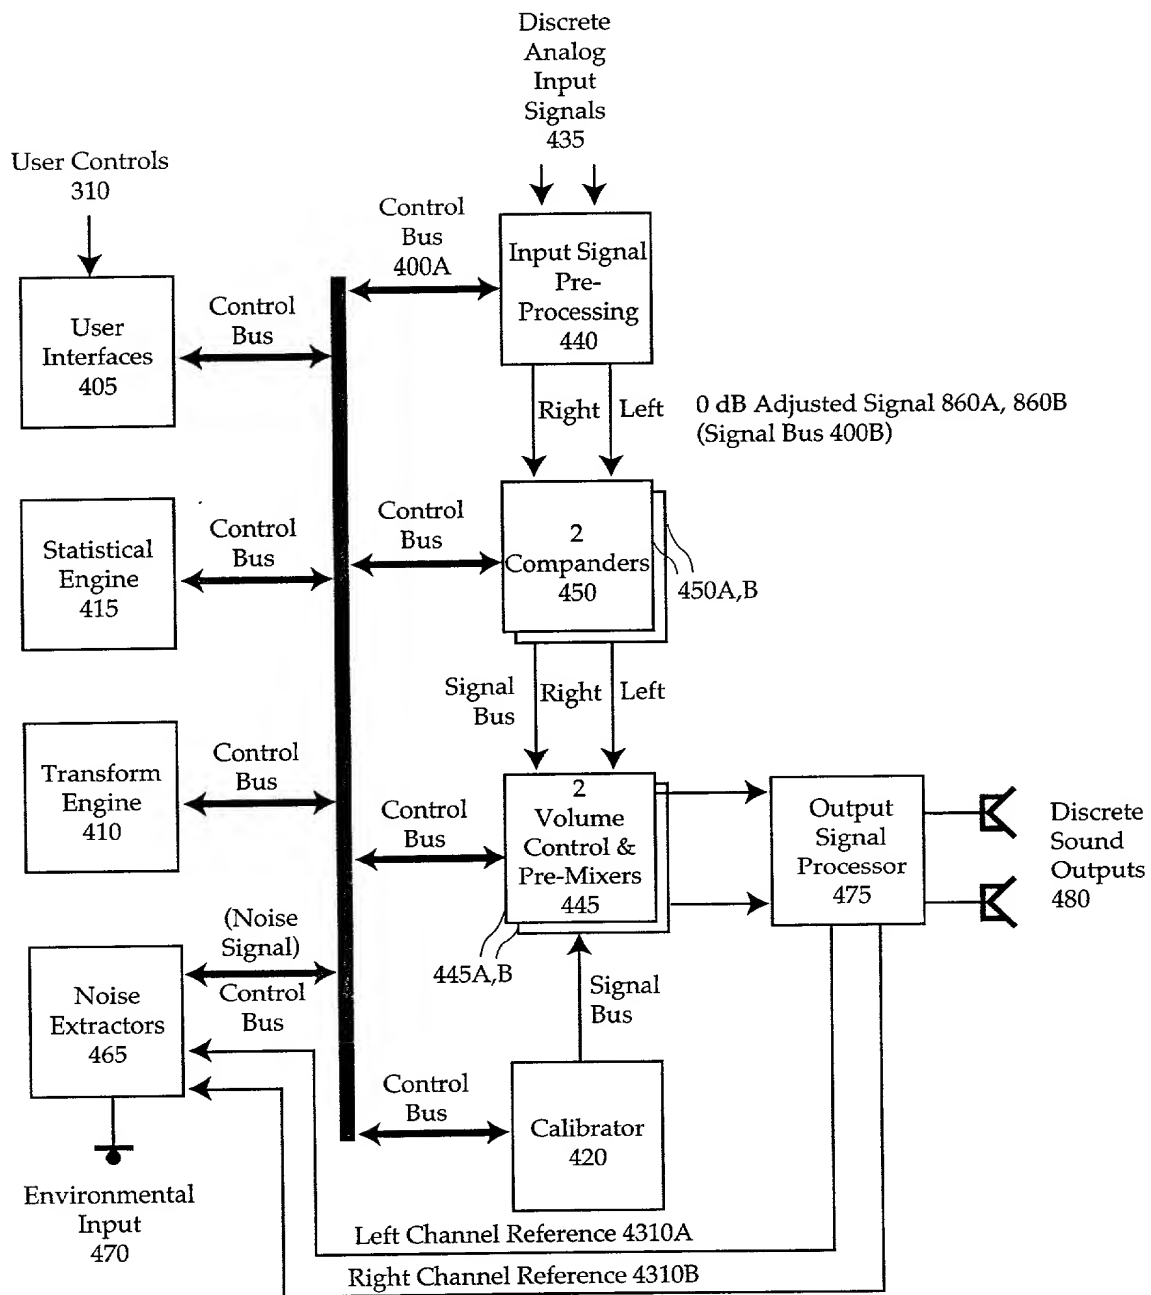 Discrete
Analog
Input
Signals
435
User Controls
310
Control
Bus
400A
Input Signal
Pre-
Processing
440
User
Interfaces
405
Control
Bus
Right
Left
0 dB Adjusted Signal 860A, 860B
(Signal Bus 400B)
Statistical
Engine
415
Control
Bus
Control
Bus
2
Companders
450
450A,B
Signal
Bus
Right
Left
Transform
Engine
410
Control
Bus
Control
Bus
2
Volume
Control &
Pre-Mixers
445
445A,B
Output
Signal
Processor
475
Discrete
Sound
Outputs
480
(Noise
Signal)
Control
Bus
Noise
Extractors
465
Signal
Bus
Control
Bus
Calibrator
420
Environmental
Input
470
Left Channel Reference 4310A
Right Channel Reference 4310B